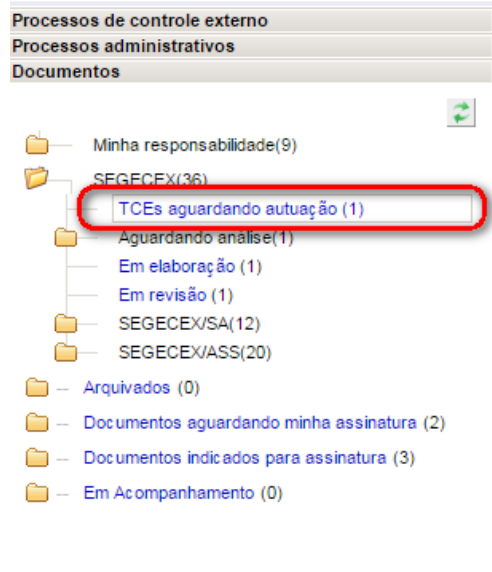 Processos de controle externo
Processos administrativos
Documentos
Minha responsabilidade(9)
SEGECEX(36)
TCEs aguardando autuação (1)
Aguardando análise(1)
Em elaboração (1)
Em revisão (1)
SEGECEX/SA(12)
SEGECEX/ASS(20)
Arquivados (0)
Documentos aguardando minha assinatura (2)
Documentos indicados para assinatura (3)
Em Acompanhamento (0)